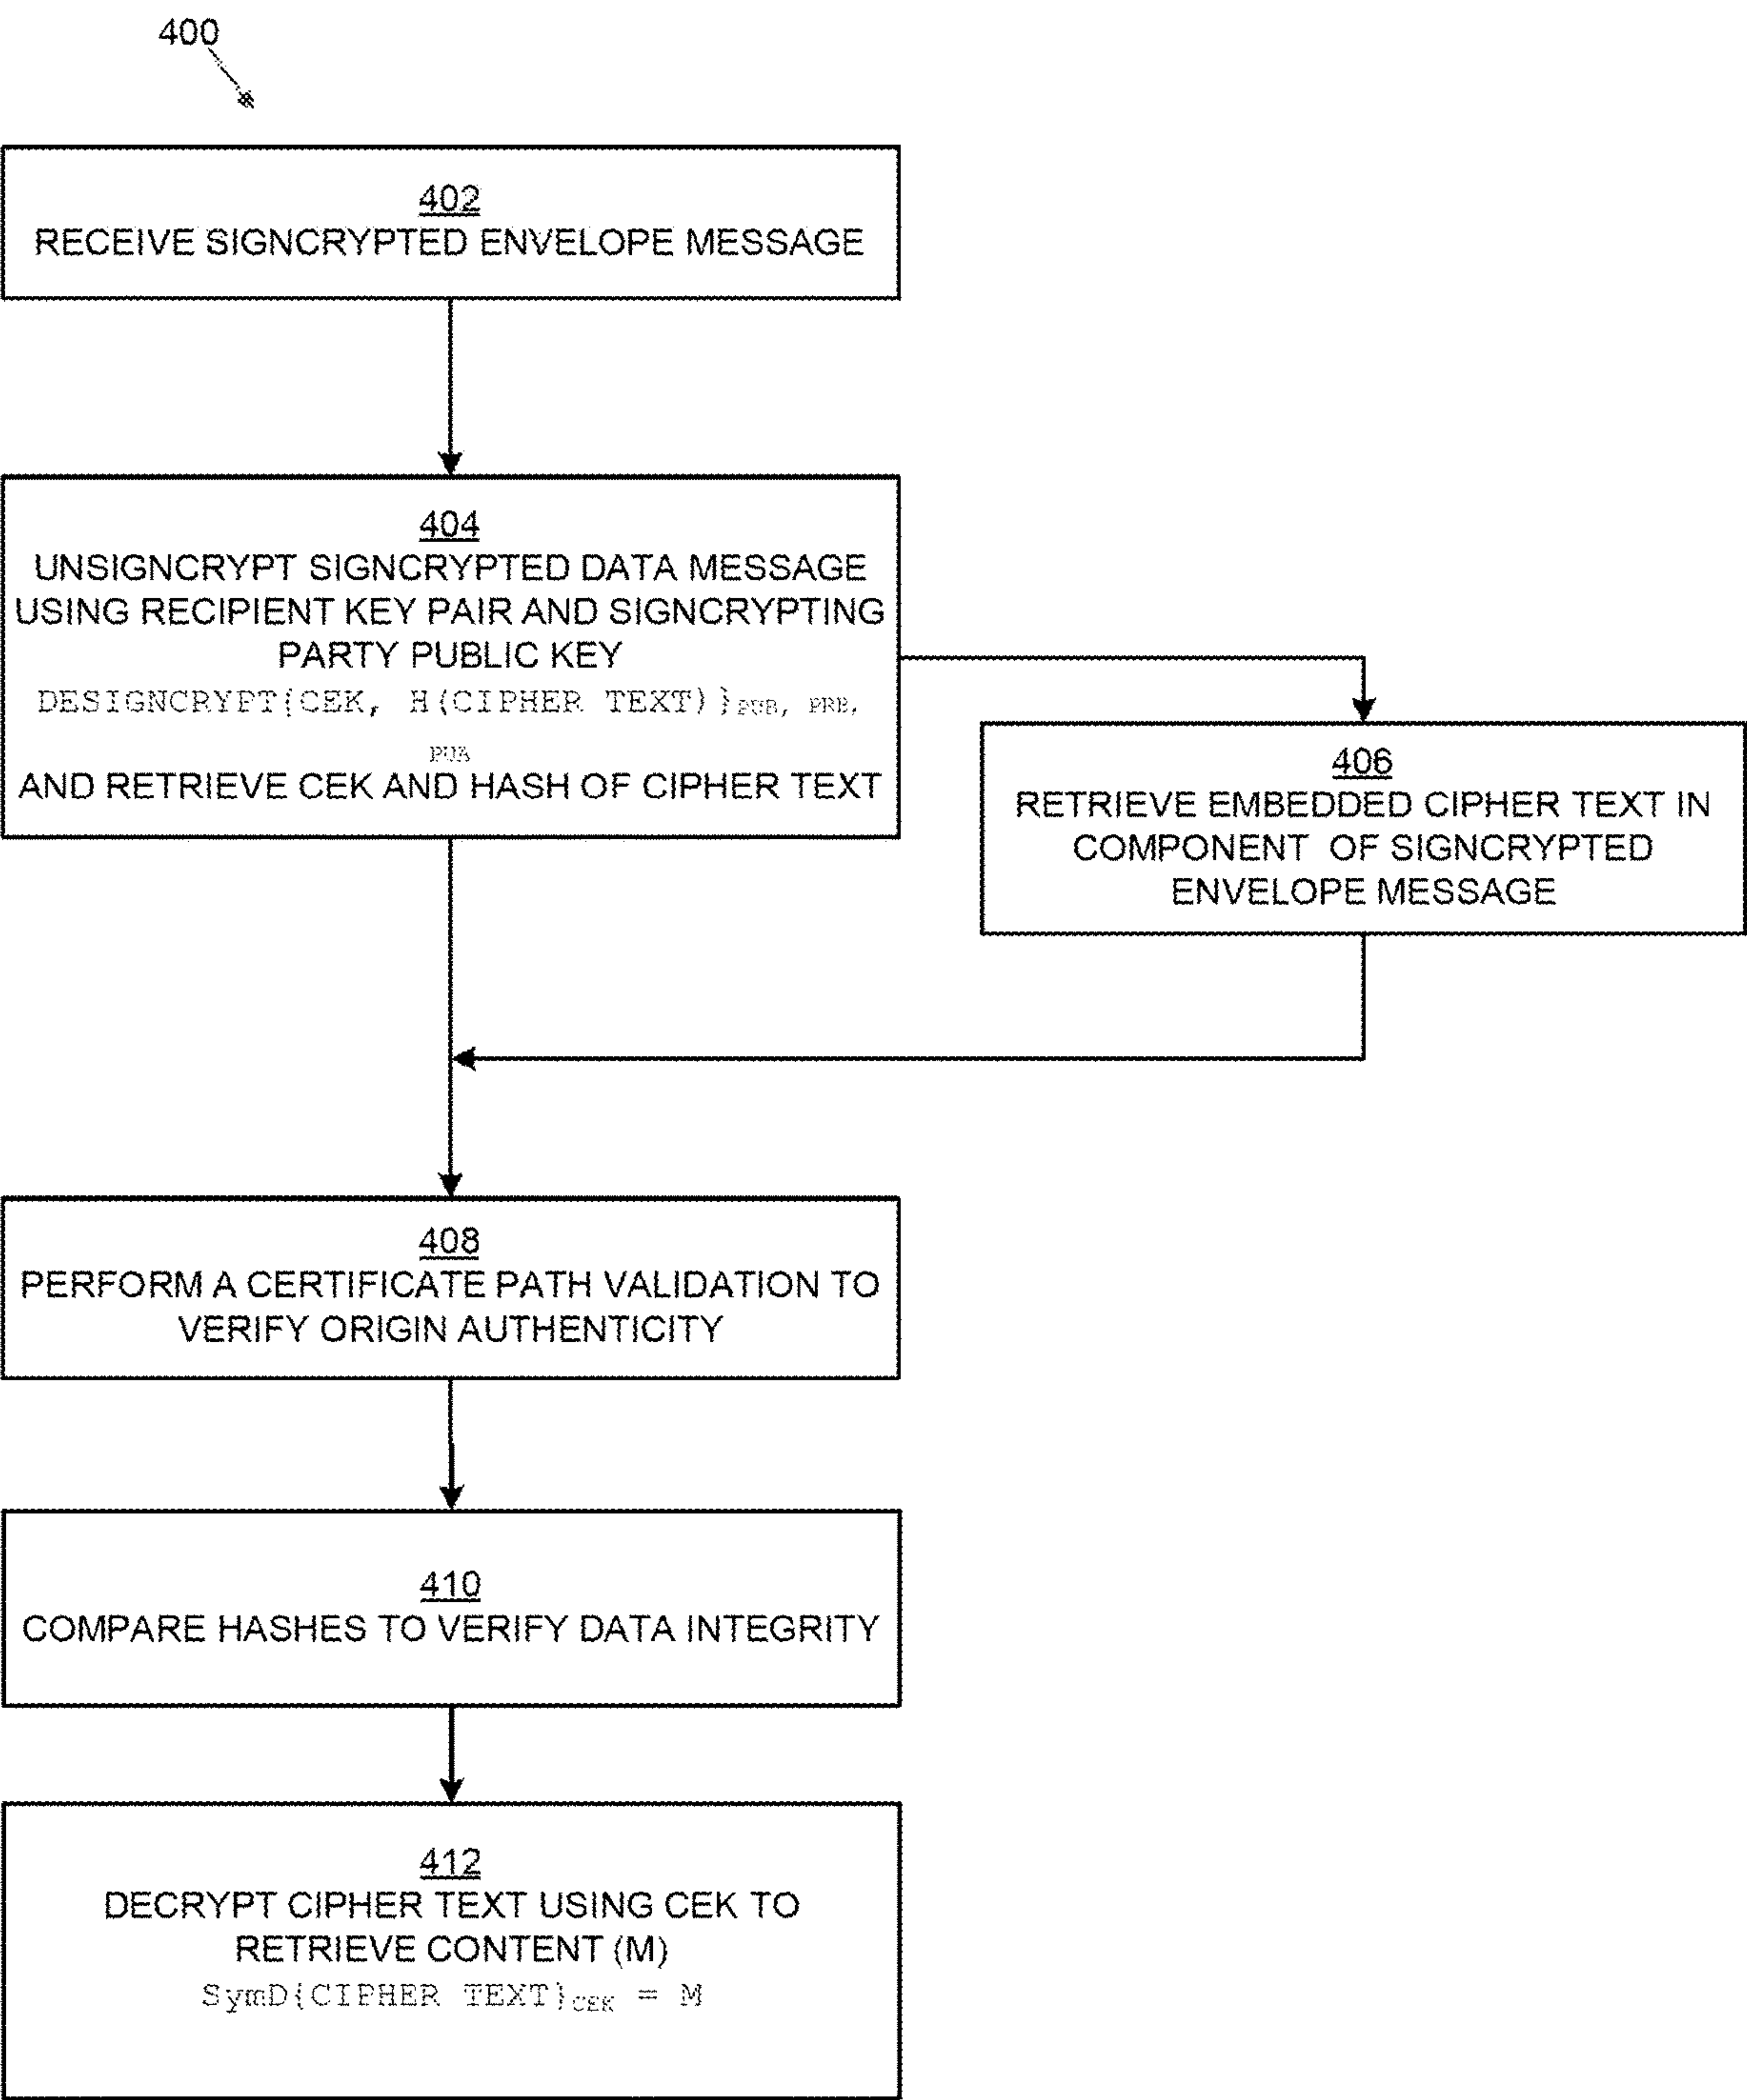 400
402
RECEIVE SIGNCRYPTED ENVELOPE MESSAGE
404
UNSIGNCRYPT SIGNCRYPTED DATA MESSAGE
USING RECIPIENT KEY PAIR AND SIGNCRYPTING
PARTY PUBLIC KEY
DESIGNCRYPT{CEK, H(CIPHER TEXT)}PUB, PRB,
PUA
AND RETRIEVE CEK AND HASH OF CIPHER TEXT
406
RETRIEVE EMBEDDED CIPHER TEXT IN
COMPONENT OF SIGNCRYPTED
ENVELOPE MESSAGE
408
PERFORM A CERTIFICATE PATH VALIDATION TO
VERIFY ORIGIN AUTHENTICITY
410
COMPARE HASHES TO VERIFY DATA INTEGRITY
412
DECRYPT CIPHER TEXT USING CEK TO
RETRIEVE CONTENT (M)
SymD{CIPHER TEXT}CEK = M